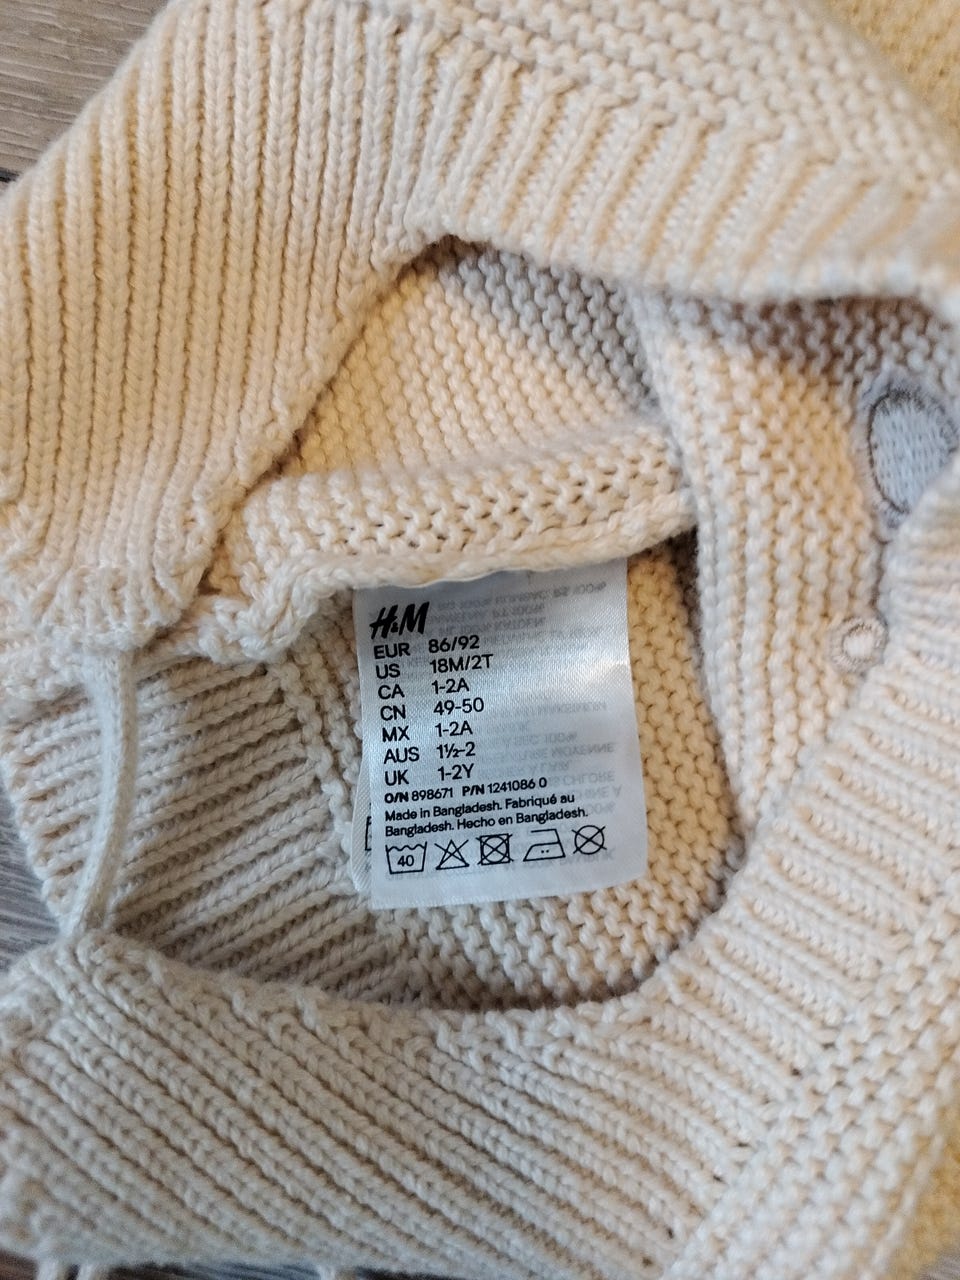 H&M
EUR 86/92
US 18M/2T
CA 1-2A
CN 49-50
MX 1-2A
AUS 1½-2
UK 1-2Y
O/N 898671 P/N 1241086 0
Made in Bangladesh. Fabriqué au
Bangladesh. Hecho en Bangladesh.
40